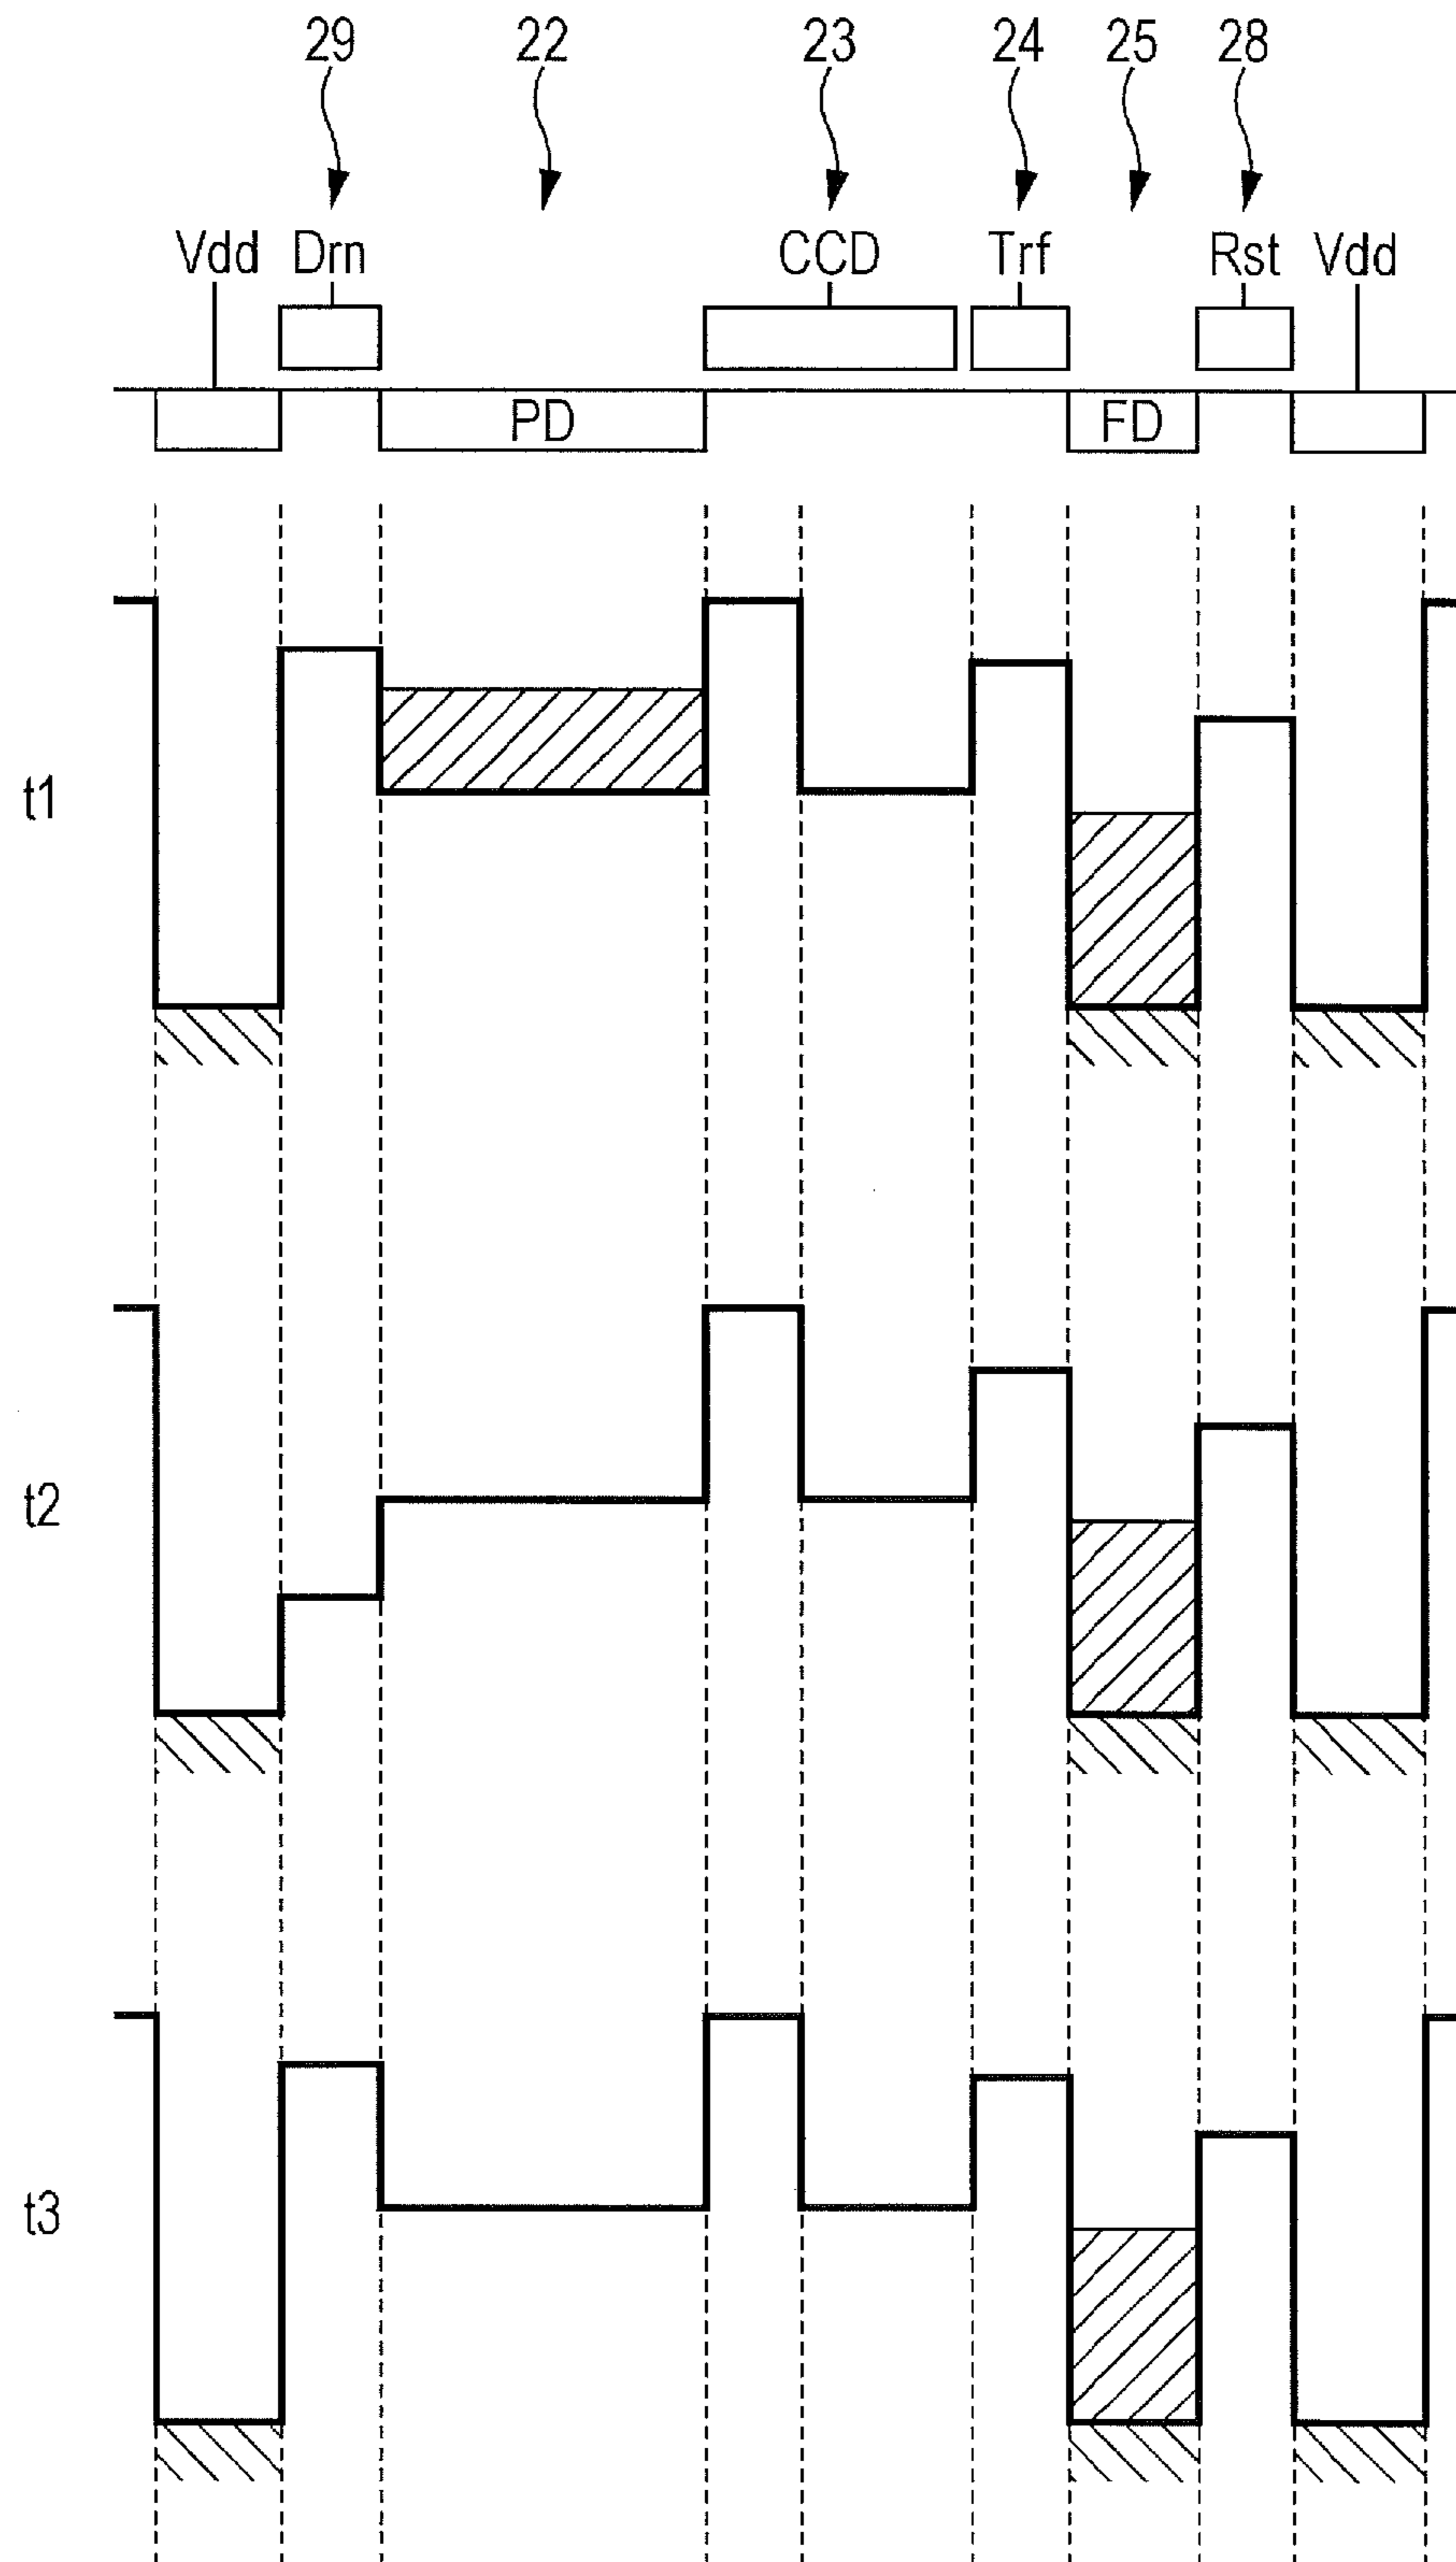 29 22 23 24 25 28
Vdd Drn CCD Trf Rst Vdd
PD FD
t1
t2
t3